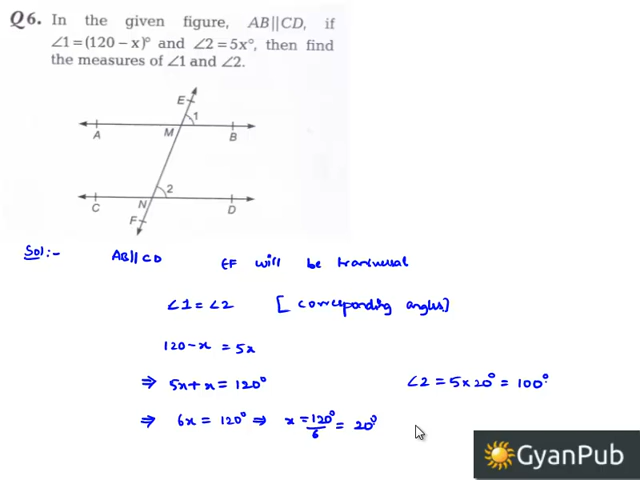 Q6. In the given figure, AB||CD, if
∠1 = (120 – x)° and ∠2 = 5x°, then find
the measures of ∠1 and ∠2.
E
1
A
M
B
2
C
N
D
F
Sol:- AB||CD EF will be transversal
∠1 = ∠2 [corresponding angles]
120 - x = 5x
⇒ 5x + x = 120° ∠2 = 5 x 20° = 100°.
⇒ 6x = 120° ⇒ x = 120°/6 = 20°.
GyanPub